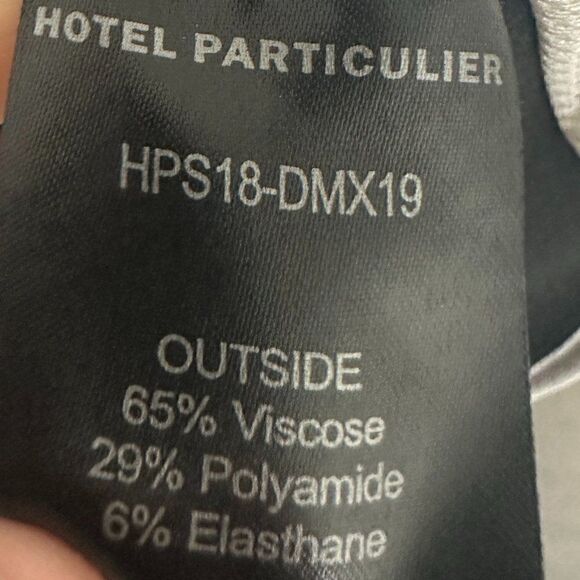 HOTEL PARTICULIER
HPS18-DMX19
OUTSIDE
65% Viscose
29% Polyamide
6% Elasthane